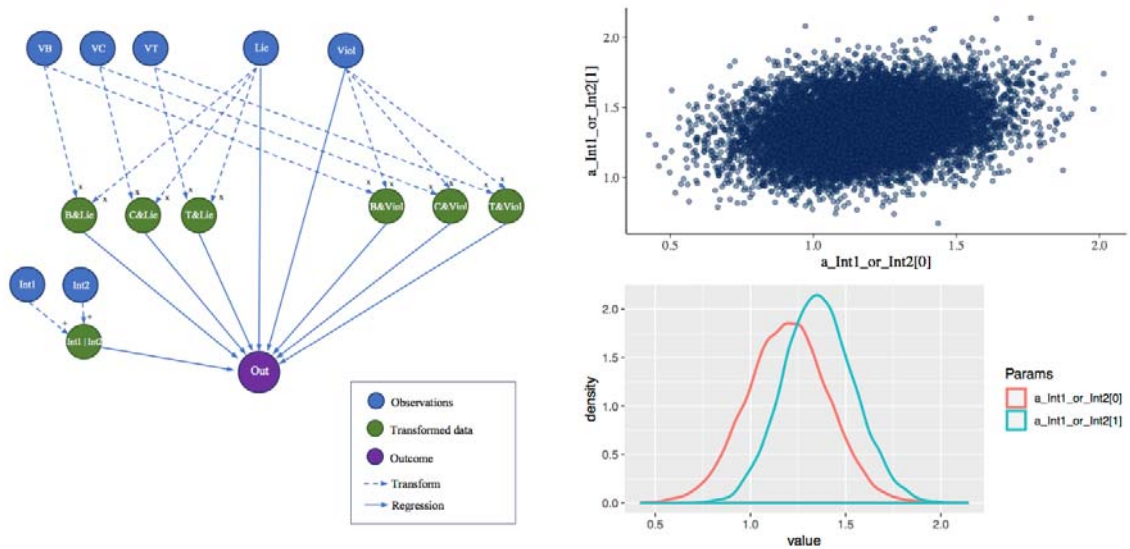 VB VC VT Lie Viol
x x x x x x
B&Lie C&Lie T&Lie B&Viol C&Viol T&Viol
Int1 Int2
+ +
Int1 | Int2
Out
Observations
Transformed data
Outcome
Transform
Regression
a_Int1_or_Int2[1]
2.0
1.5
1.0
0.5 1.0 1.5 2.0
a_Int1_or_Int2[0]
density
2.0
1.5
1.0
0.5
0.0
0.5 1.0 1.5 2.0
value
Params
a_Int1_or_Int2[0]
a_Int1_or_Int2[1]